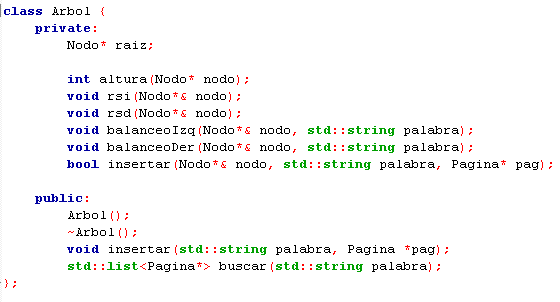 class Arbol {
    private:
        Nodo* raiz;

        int altura(Nodo* nodo);
        void rsi(Nodo*& nodo);
        void rsd(Nodo*& nodo);
        void balanceoIzq(Nodo*& nodo, std::string palabra);
        void balanceoDer(Nodo*& nodo, std::string palabra);
        bool insertar(Nodo*& nodo, std::string palabra, Pagina* pag);

    public:
        Arbol();
        ~Arbol();
        void insertar(std::string palabra, Pagina *pag);
        std::list<Pagina*> buscar(std::string palabra);
};